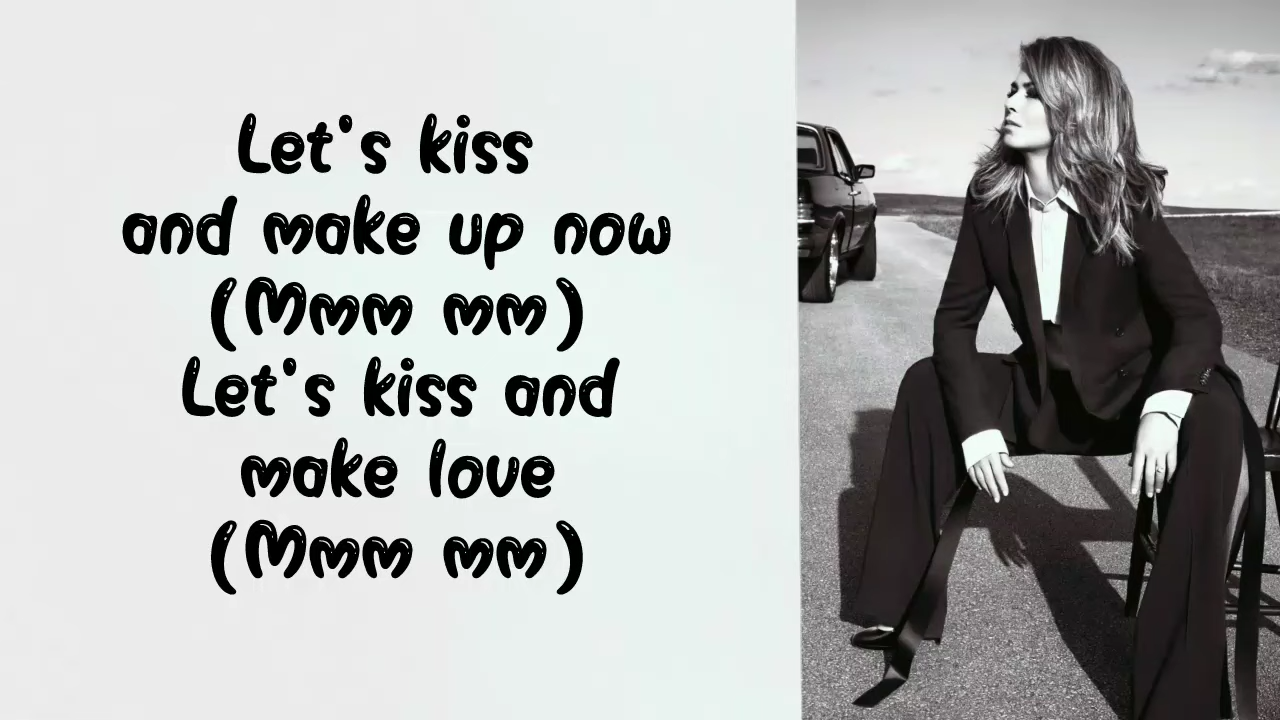 Let's kiss
and make up now
(Mmm mm)
Let's kiss and
make love
(Mmm mm)